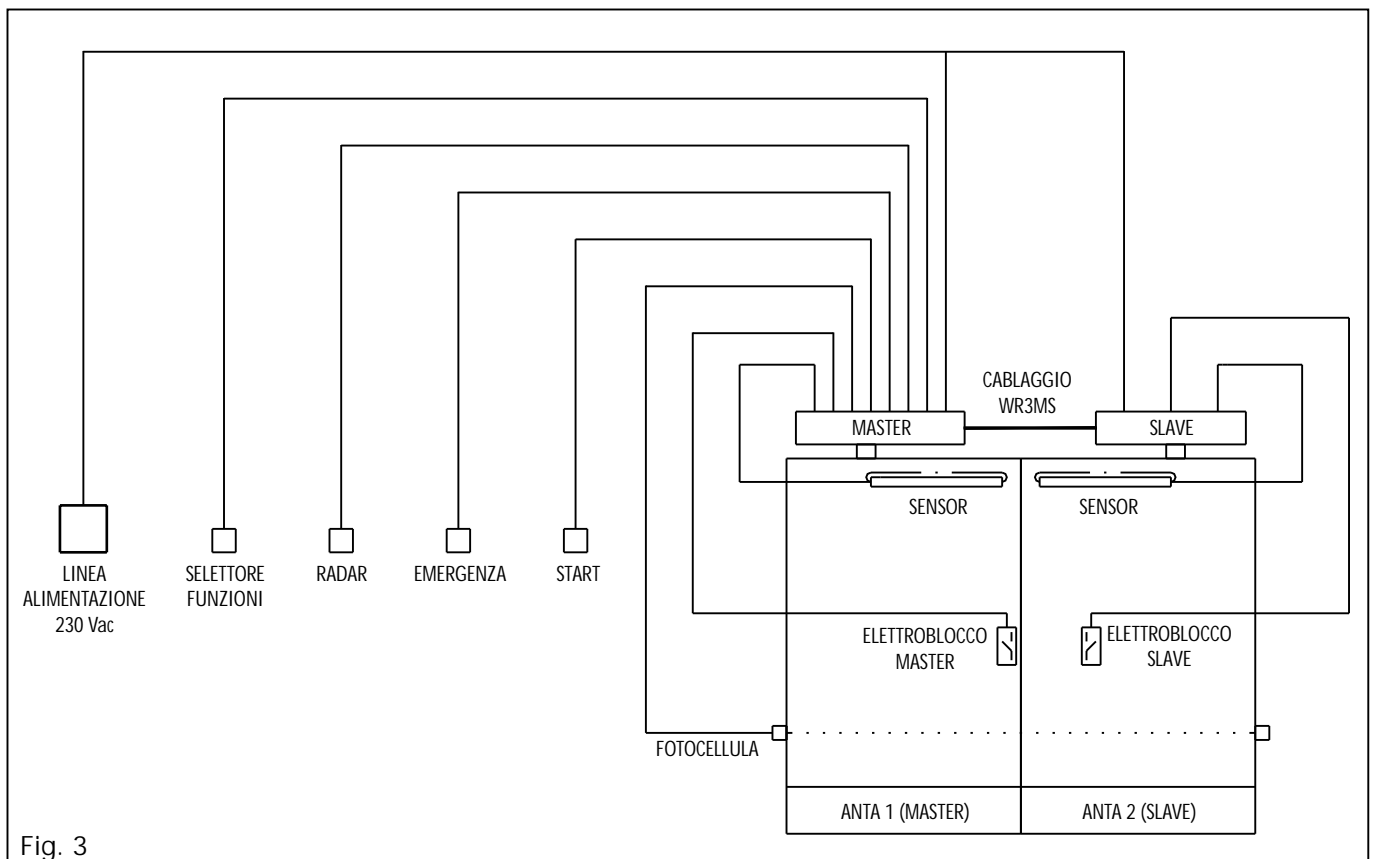 CABLAGGIO
WR3MS
MASTER
SLAVE
SENSOR
SENSOR
LINEA
ALIMENTAZIONE
230 Vac
SELETTORE
FUNZIONI
RADAR
EMERGENZA
START
ELETTROBLOCCO
MASTER
ELETTROBLOCCO
SLAVE
FOTOCELLULA
ANTA 1 (MASTER)
ANTA 2 (SLAVE)
Fig. 3